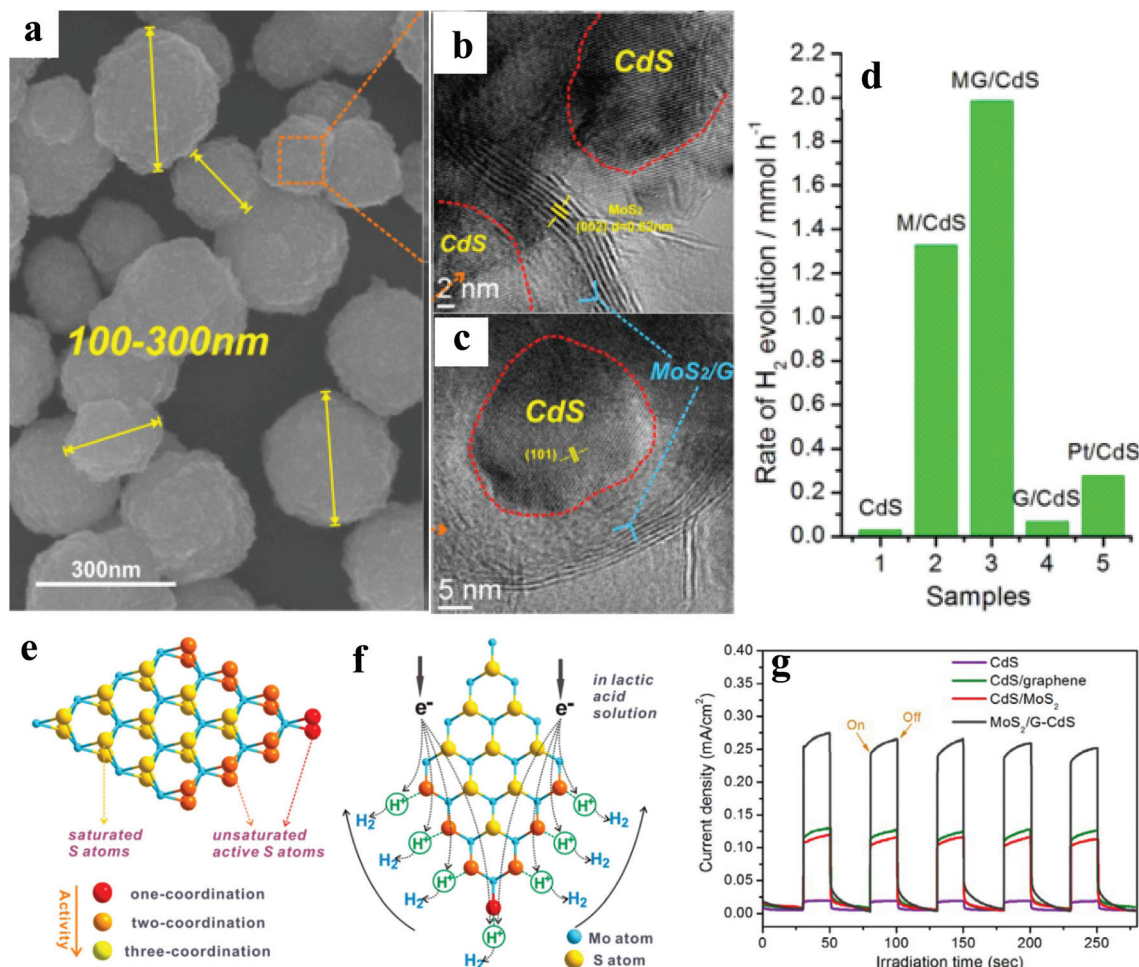 a
100-300nm
300nm
b
CdS
MoS₂
(002) d=0.62nm
CdS
2 nm
c
CdS
(101)
MoS₂/G
5 nm
d
Rate of H₂ evolution / mmol h⁻¹
2.2
2.0
1.8
1.6
1.4
1.2
1.0
0.8
0.6
0.4
0.2
0.0
CdS
M/CdS
MG/CdS
G/CdS
Pt/CdS
1 2 3 4 5
Samples
e
saturated
S atoms
unsaturated
active S atoms
Activity
one-coordination
two-coordination
three-coordination
f
in lactic
acid
solution
e⁻ e⁻
H⁺ H⁺
H₂ H₂
H⁺ H⁺
H₂ H₂
H⁺ H⁺
H₂ H₂
H⁺
H₂
Mo atom
S atom
g
Current density (mA/cm²)
0.40
0.35
0.30
0.25
0.20
0.15
0.10
0.05
0.00
CdS
CdS/graphene
CdS/MoS₂
MoS₂/G-CdS
On
Off
0 50 100 150 200 250
Irradiation time (sec)